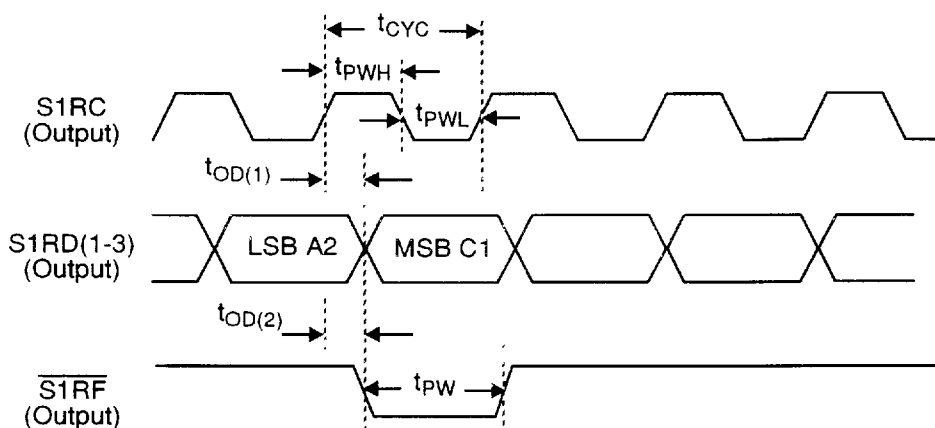 tCYC
tPWH
S1RC
(Output)
tPWL
tOD(1)
S1RD(1-3)
(Output)
LSB A2
MSB C1
tOD(2)
S1RF
(Output)
tPW